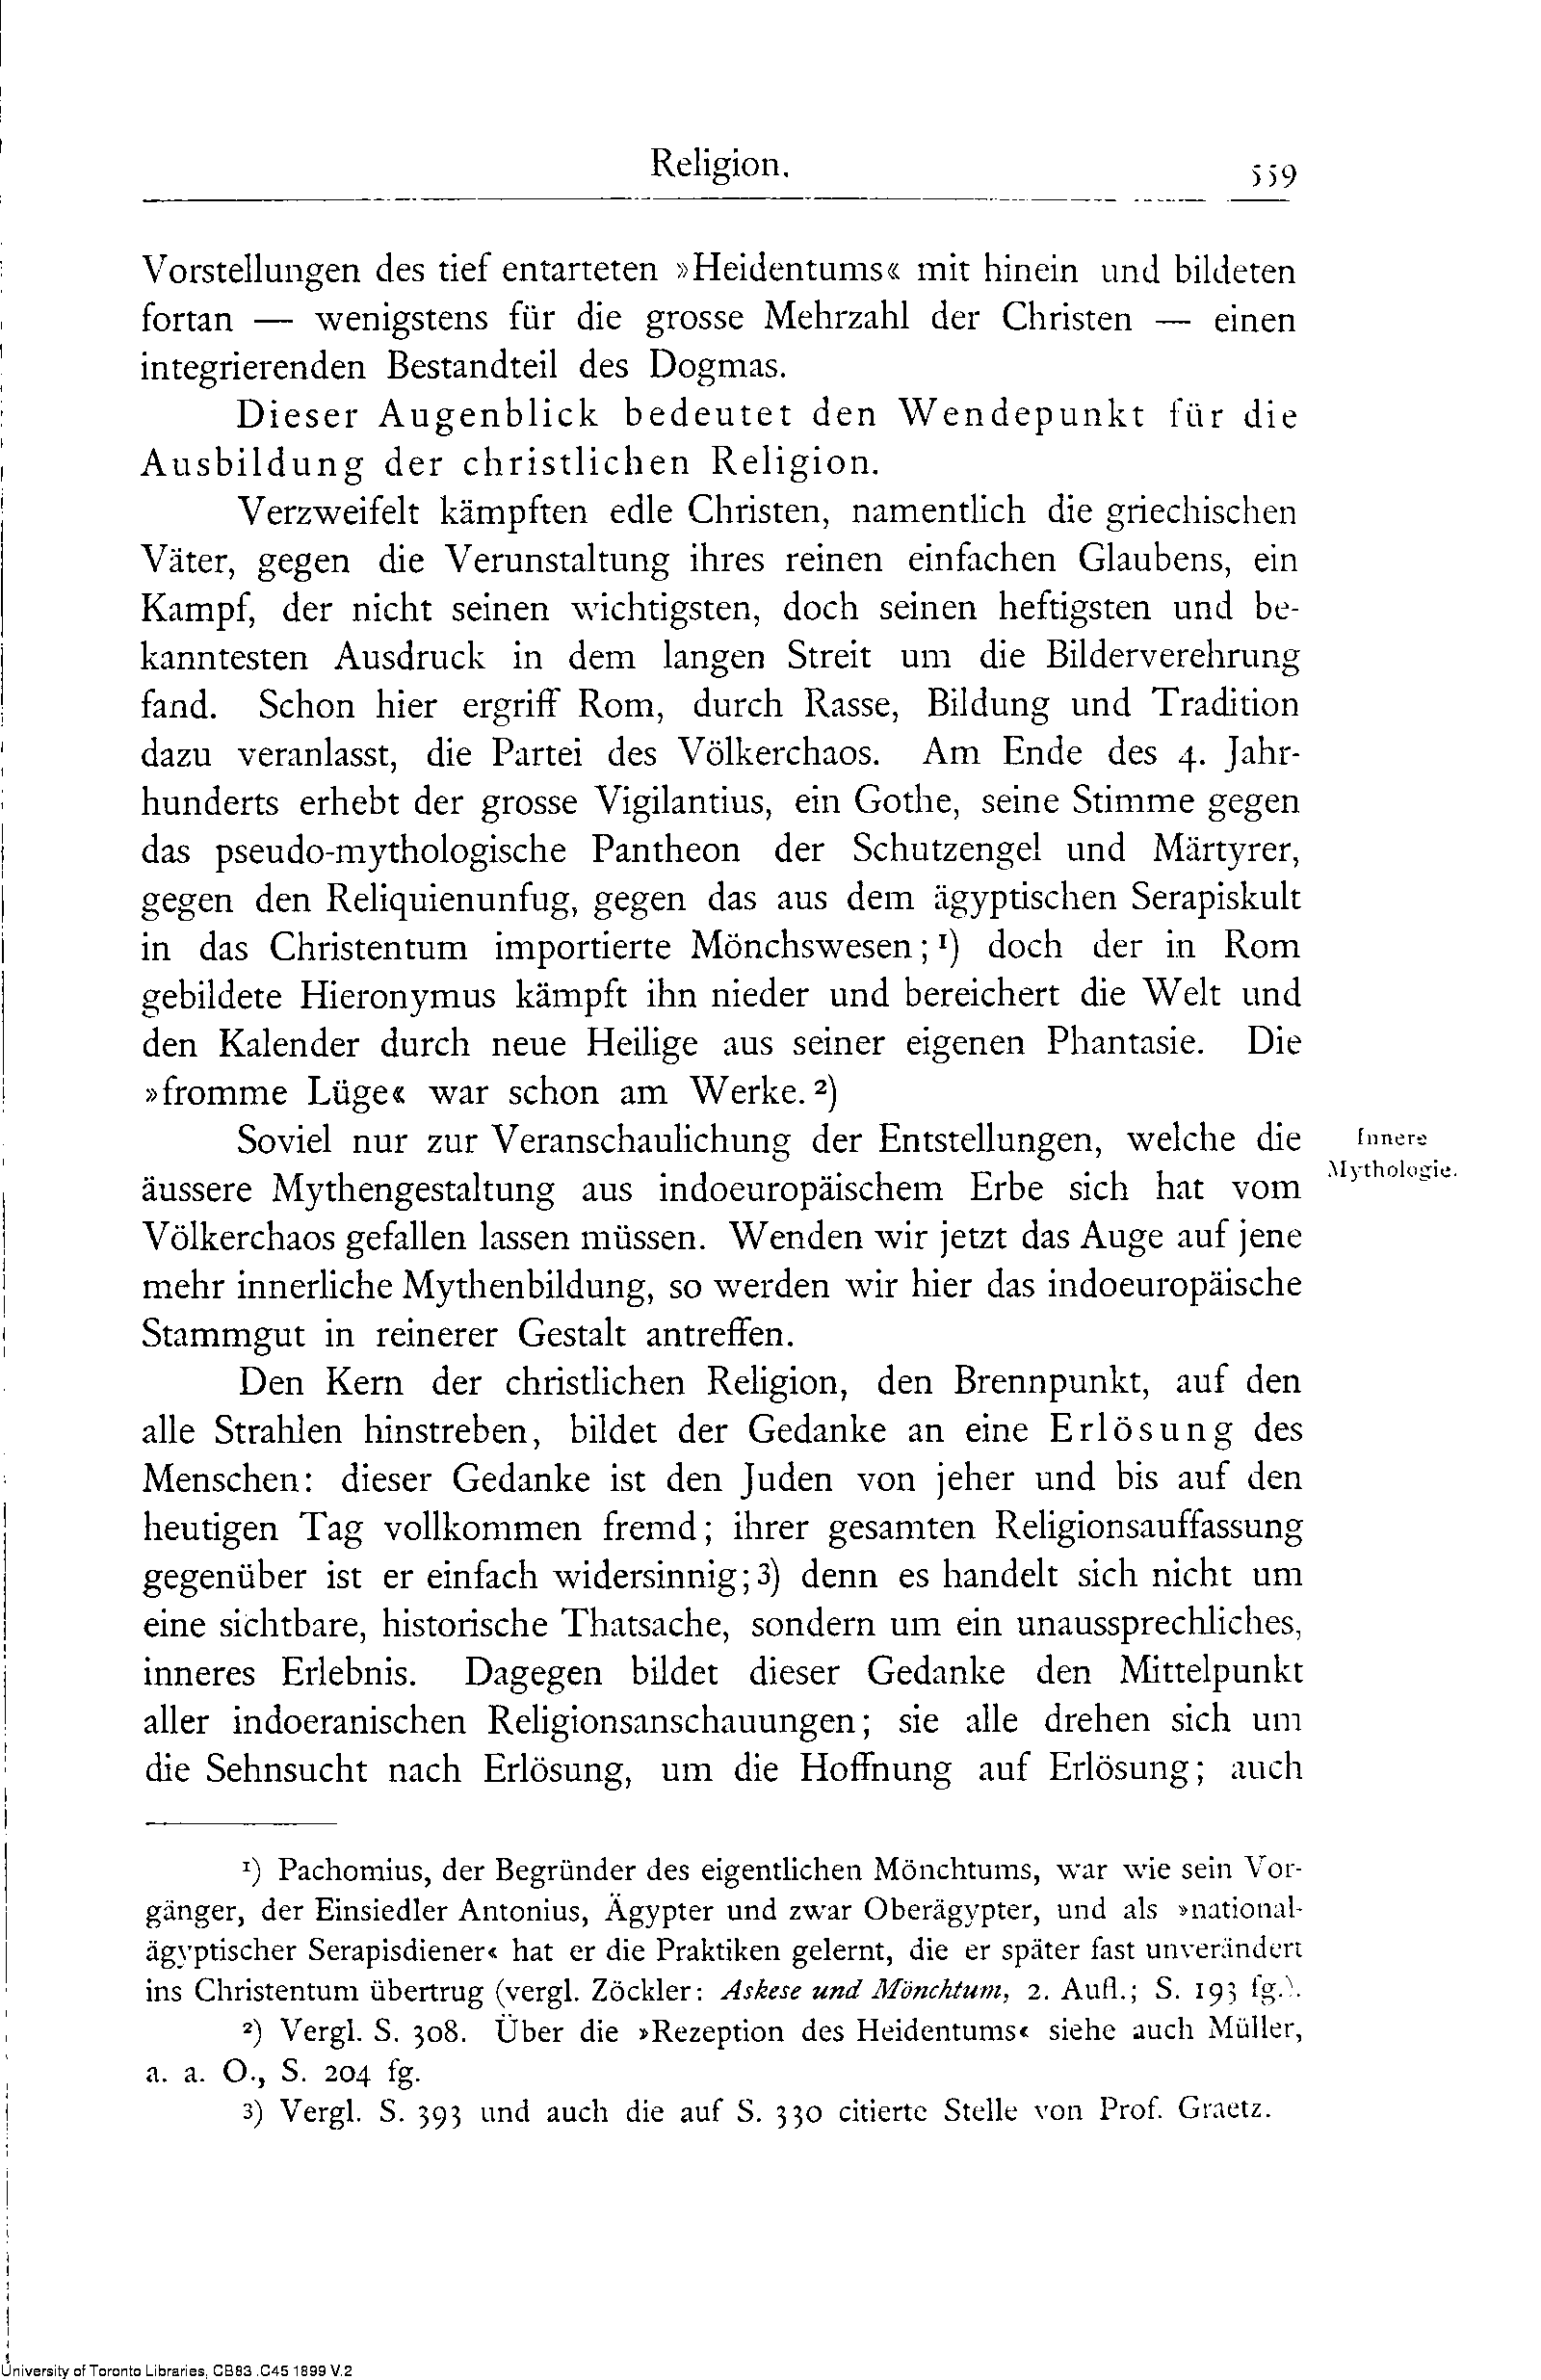 Religion.
559
Vorstellungen des tief entarteten »Heidentums« mit hinein und bildeten
fortan — wenigstens für die grosse Mehrzahl der Christen — einen
integrierenden Bestandteil des Dogmas.
Dieser Augenblick bedeutet den Wendepunkt für die
Ausbildung der christlichen Religion.
Verzweifelt kämpften edle Christen, namentlich die griechischen
Väter, gegen die Verunstaltung ihres reinen einfachen Glaubens, ein
Kampf, der nicht seinen wichtigsten, doch seinen heftigsten und be-
kanntesten Ausdruck in dem langen Streit um die Bilderverehrung
fand. Schon hier ergriff Rom, durch Rasse, Bildung und Tradition
dazu veranlasst, die Partei des Völkerchaos. Am Ende des 4. Jahr-
hunderts erhebt der grosse Vigilantius, ein Gothe, seine Stimme gegen
das pseudo-mythologische Pantheon der Schutzengel und Märtyrer,
gegen den Reliquienunfug, gegen das aus dem ägyptischen Serapiskult
in das Christentum importierte Mönchswesen; ¹) doch der in Rom
gebildete Hieronymus kämpft ihn nieder und bereichert die Welt und
den Kalender durch neue Heilige aus seiner eigenen Phantasie. Die
»fromme Lüge« war schon am Werke. ²)
Soviel nur zur Veranschaulichung der Entstellungen, welche die
äussere Mythengestaltung aus indoeuropäischem Erbe sich hat vom
Völkerchaos gefallen lassen müssen. Wenden wir jetzt das Auge auf jene
mehr innerliche Mythenbildung, so werden wir hier das indoeuropäische
Stammgut in reinerer Gestalt antreffen.
Innere
Mythologie.
Den Kern der christlichen Religion, den Brennpunkt, auf den
alle Strahlen hinstreben, bildet der Gedanke an eine Erlösung des
Menschen: dieser Gedanke ist den Juden von jeher und bis auf den
heutigen Tag vollkommen fremd; ihrer gesamten Religionsauffassung
gegenüber ist er einfach widersinnig; ³) denn es handelt sich nicht um
eine sichtbare, historische Thatsache, sondern um ein unaussprechliches,
inneres Erlebnis. Dagegen bildet dieser Gedanke den Mittelpunkt
aller indoeranischen Religionsanschauungen; sie alle drehen sich um
die Sehnsucht nach Erlösung, um die Hoffnung auf Erlösung; auch
¹) Pachomius, der Begründer des eigentlichen Mönchtums, war wie sein Vor-
gänger, der Einsiedler Antonius, Ägypter und zwar Oberägypter, und als »national-
ägyptischer Serapisdiener« hat er die Praktiken gelernt, die er später fast unverändert
ins Christentum übertrug (vergl. Zöckler: Askese und Mönchtum, 2. Aufl.; S. 193 fg.).
²) Vergl. S. 308. Über die »Rezeption des Heidentums« siehe auch Müller,
a. a. O., S. 204 fg.
³) Vergl. S. 393 und auch die auf S. 330 citierte Stelle von Prof. Graetz.
University of Toronto Libraries, CB83 .C45 1899 V.2